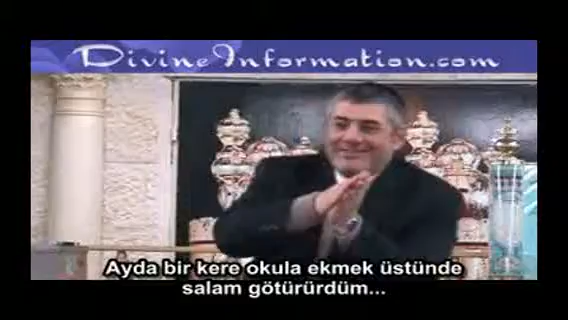 DivineInformation.com
Ayda bir kere okula ekmek üstünde
salam götürürdüm...